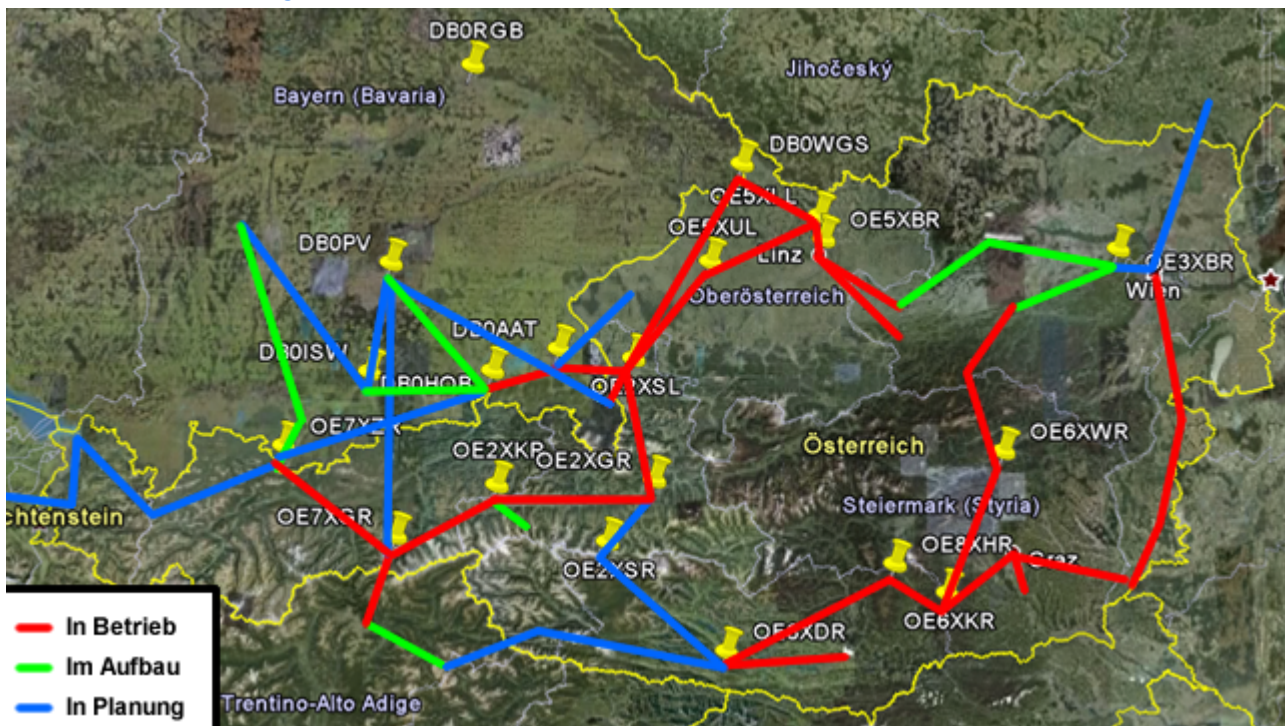 DB0RGB
Jihočeský
Bayern (Bavaria)
DB0WGS
OE5XLL
OE5XUL
OE5XBR
DB0PV
Linz
OE3XBR
Wien
Oberösterreich
DB0AAT
DB0ISW
DB0HOB
OE2XSL
OE7XZR
OE6XWR
Österreich
OE2XKR
OE2XGR
Steiermark (Styria)
chtenstein
OE7XGR
OE8XHR
Graz
OE2XSR
OE6XKR
OE8XDR
In Betrieb
Im Aufbau
In Planung
Trentino-Alto Adige